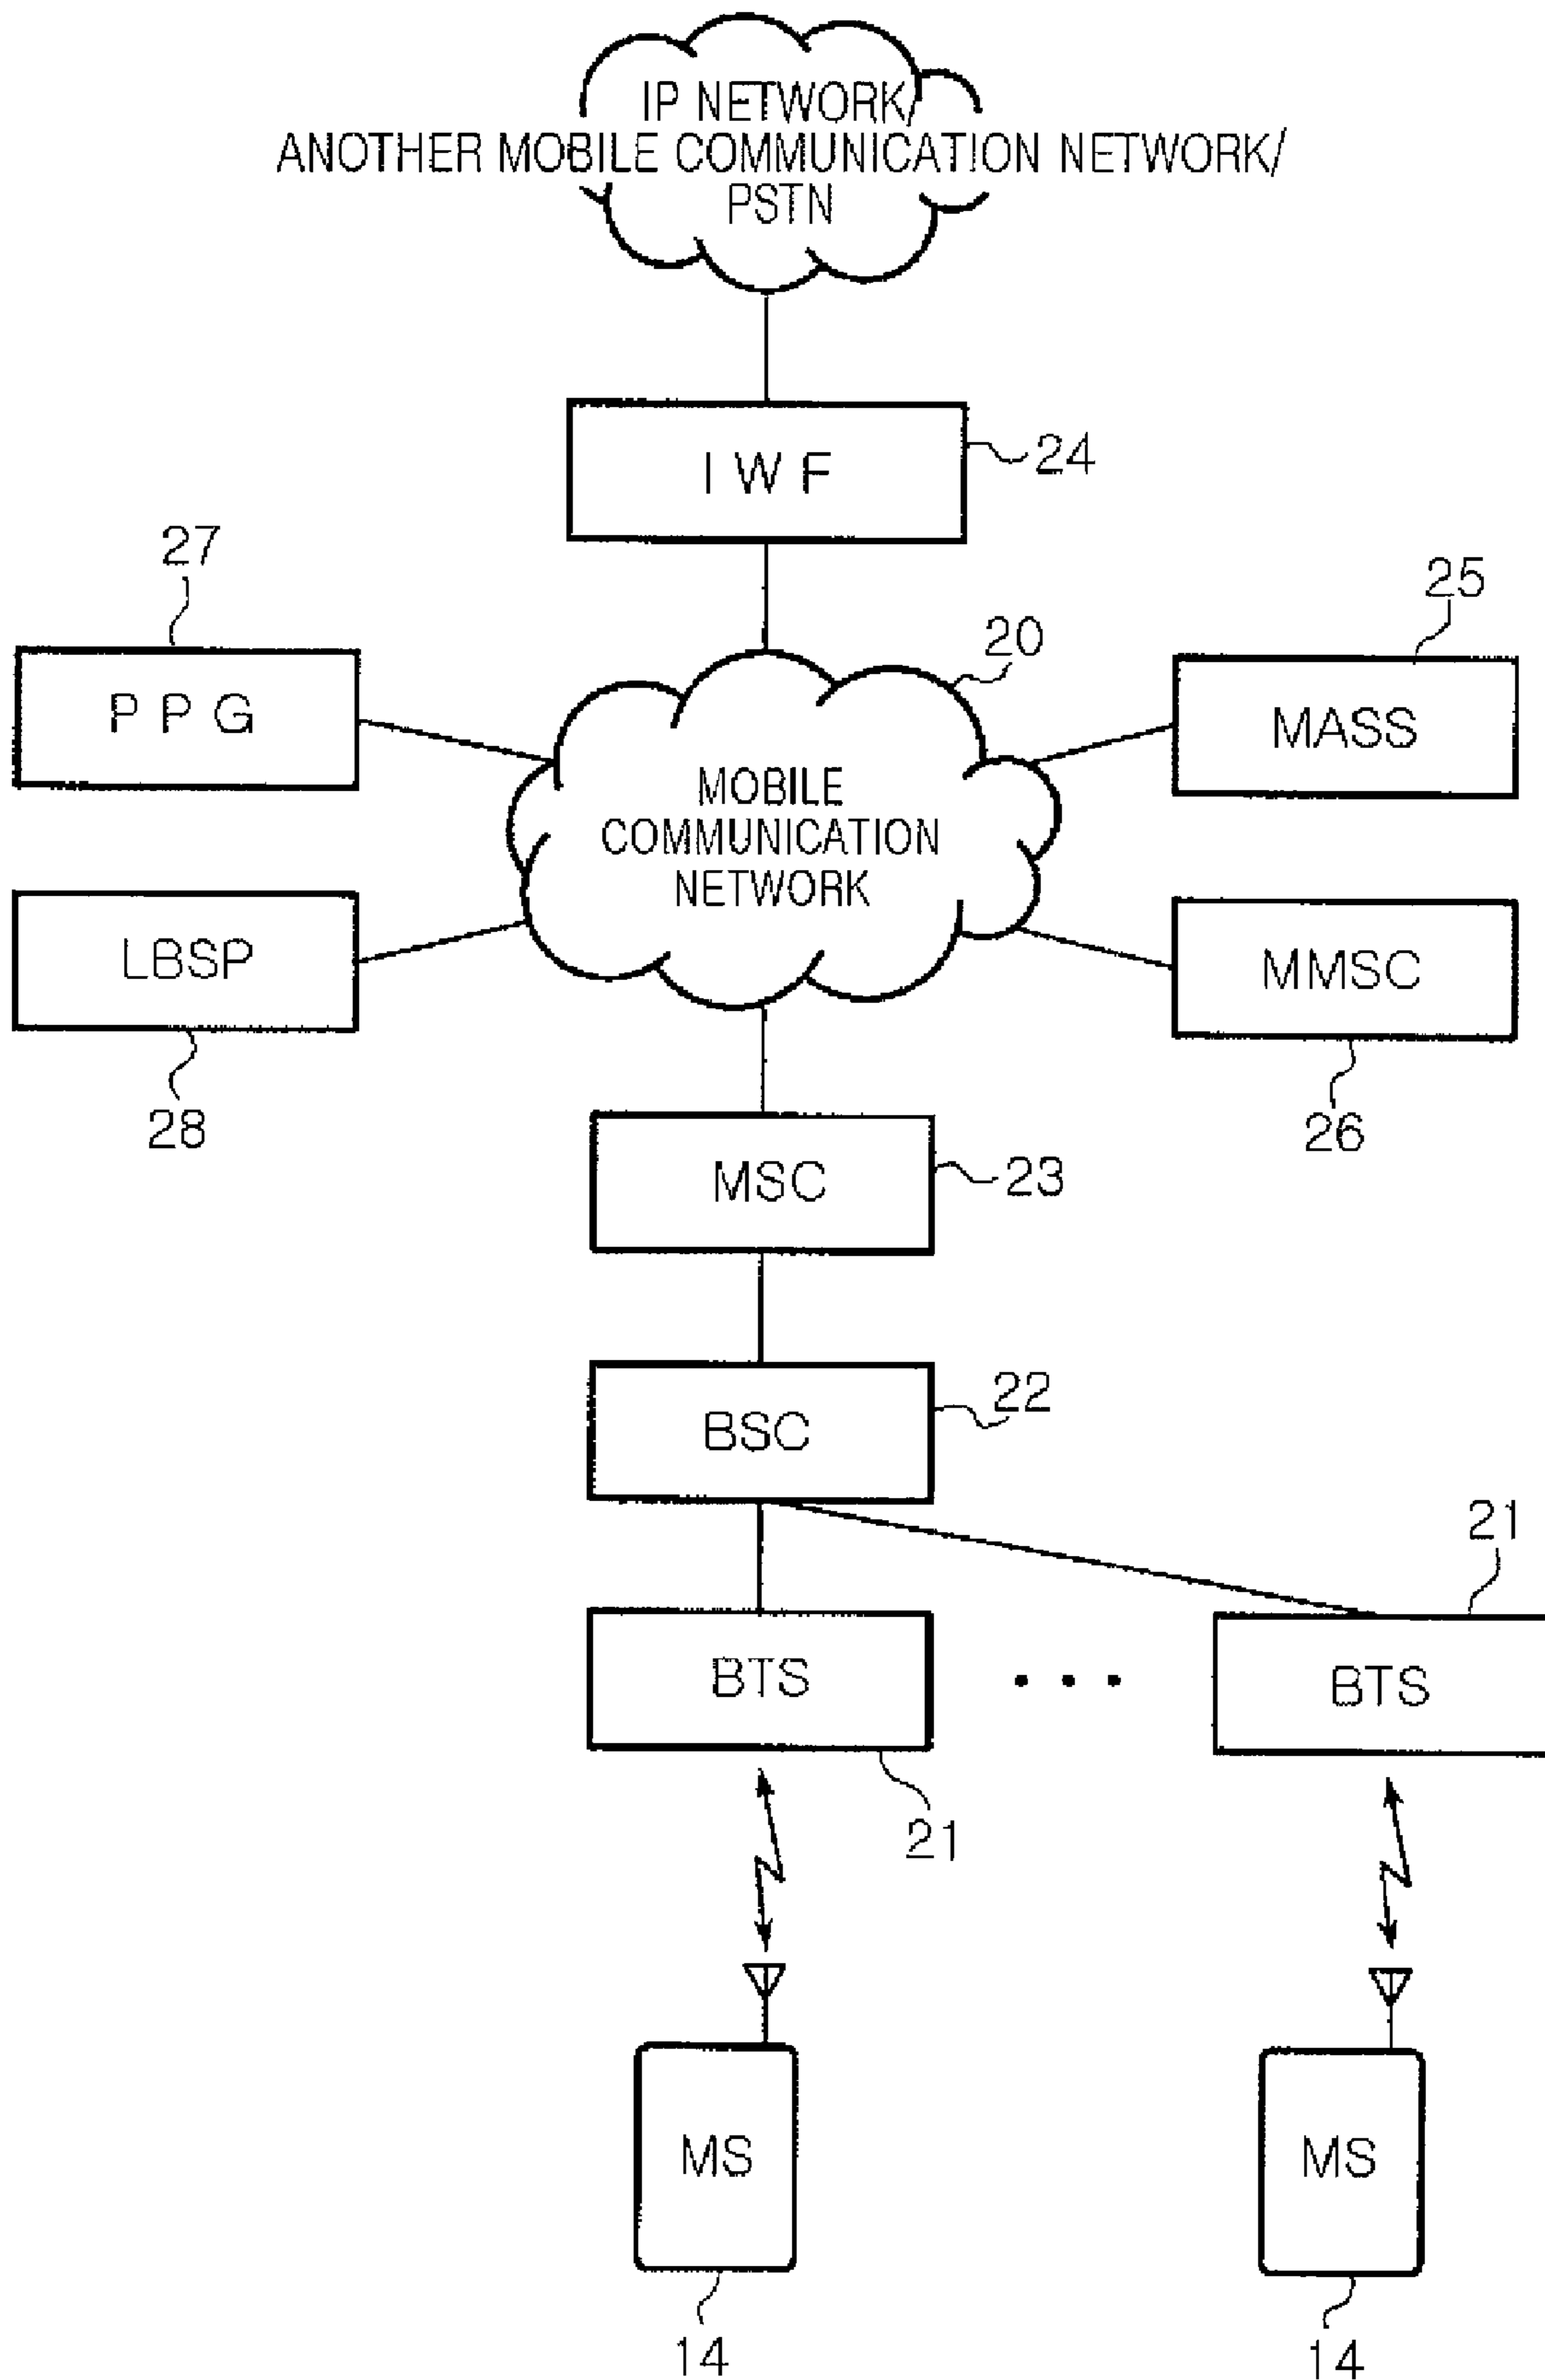 IP NETWORK/
ANOTHER MOBILE COMMUNICATION NETWORK/
PSTN
IWF
24
27
PPG
20
25
MASS
MOBILE
COMMUNICATION
NETWORK
LBSP
28
MMSC
26
MSC
23
BSC
22
21
BTS
• • •
BTS
21
MS
MS
14
14